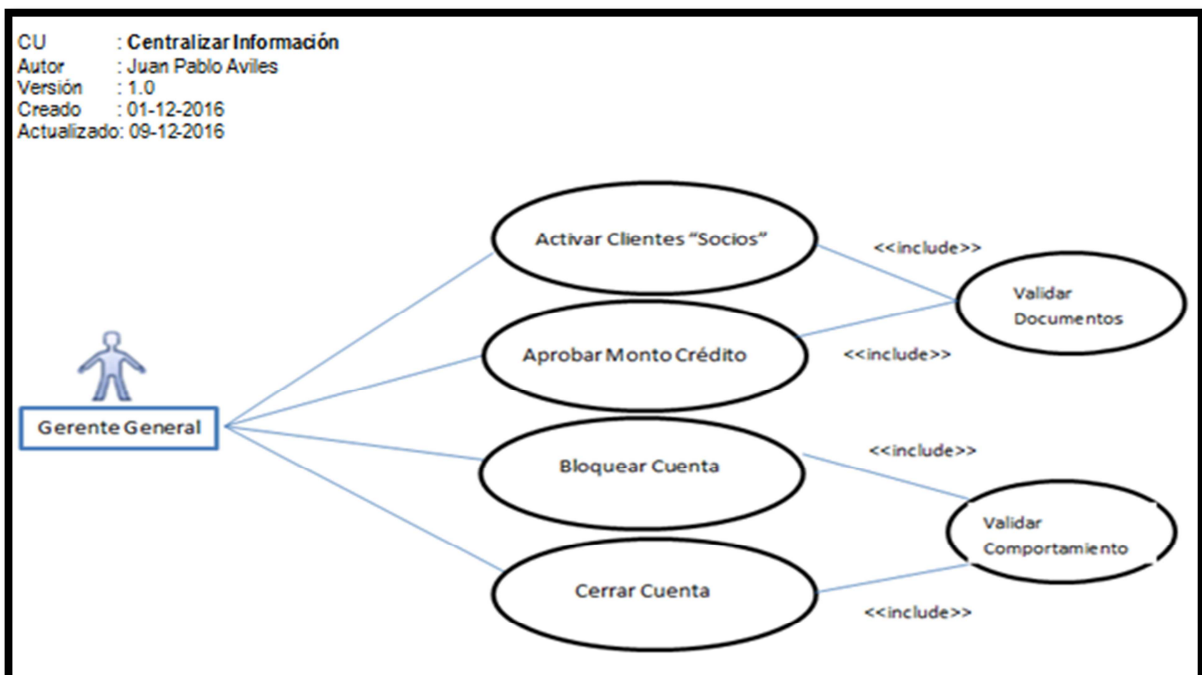 CU : Centralizar Información
Autor : Juan Pablo Aviles
Versión : 1.0
Creado : 01-12-2016
Actualizado: 09-12-2016
Activar Clientes "Socios"
<<include>>
Validar
Documentos
Aprobar Monto Crédito
<<include>>
Gerente General
Bloquear Cuenta
<<include>>
Validar
Comportamiento
Cerrar Cuenta
<<include>>